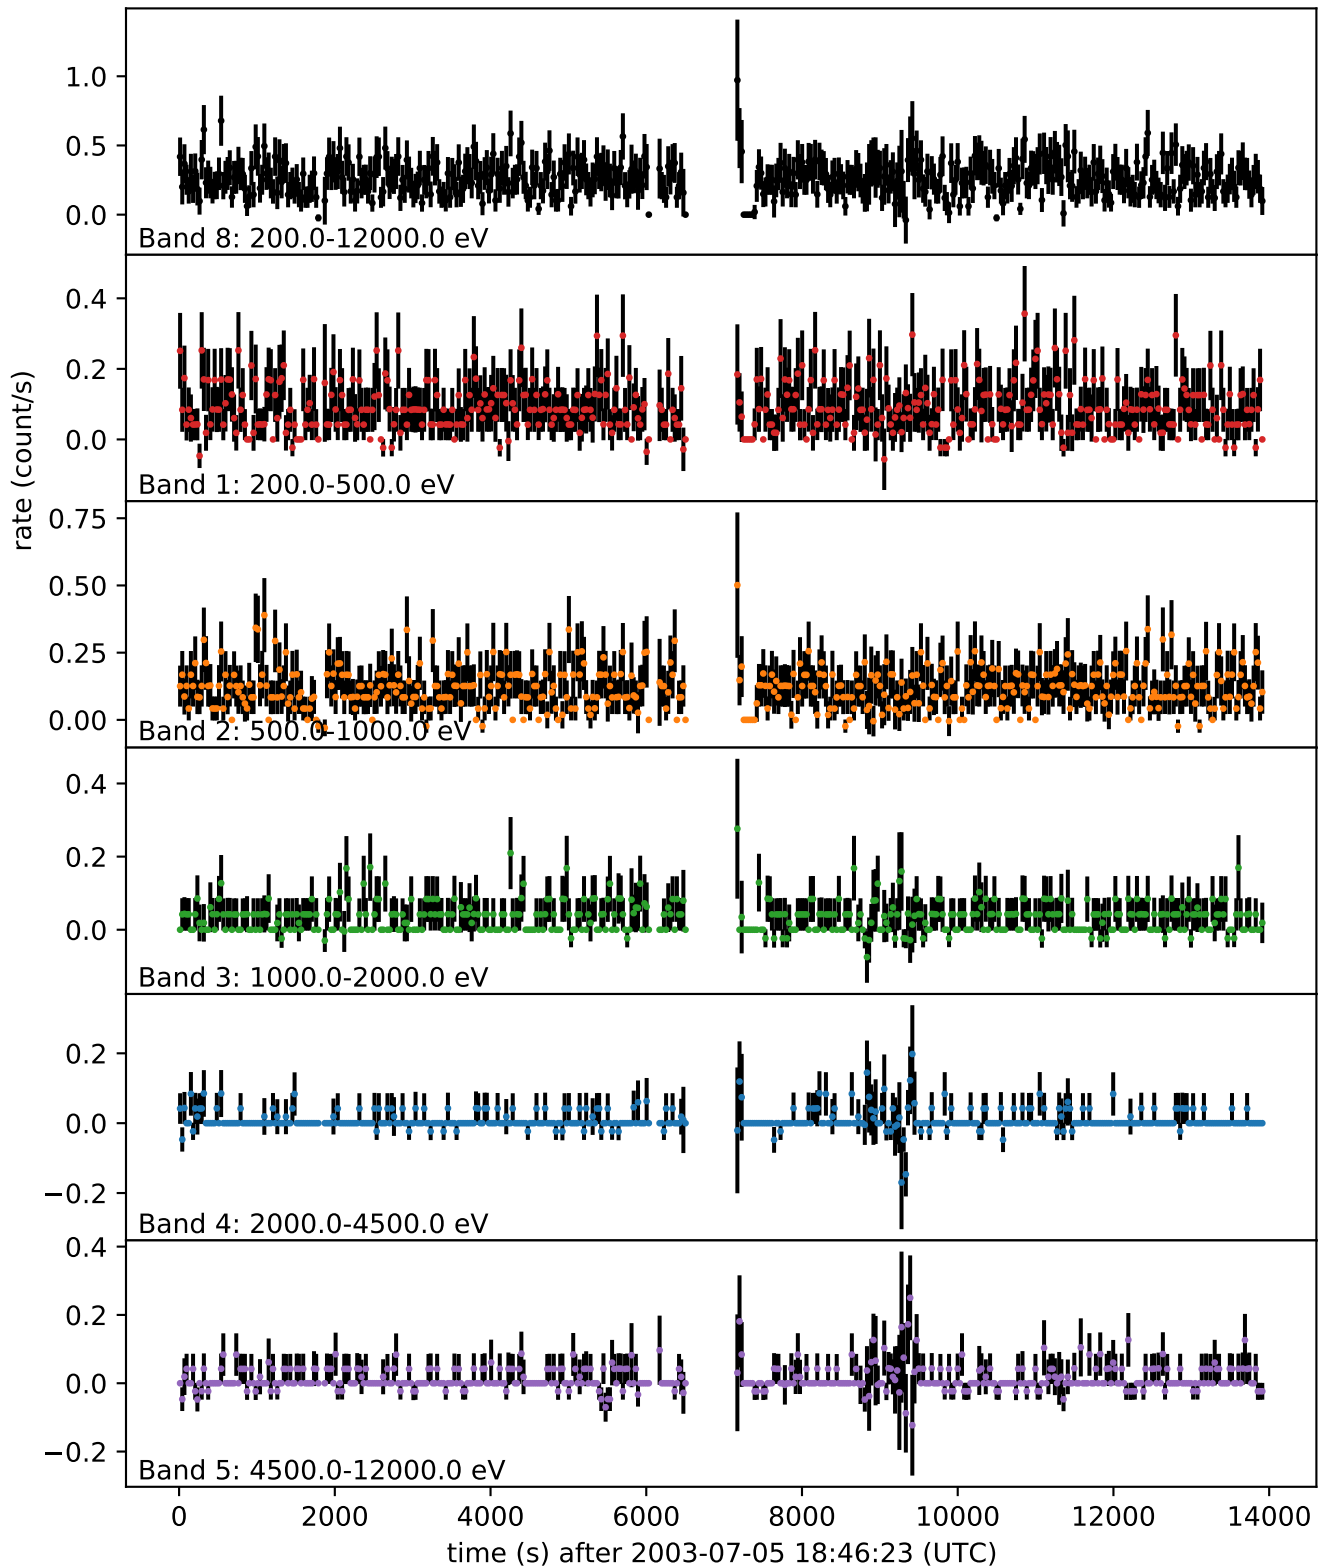 1.0
0.5
0.0
Band 8: 200.0-12000.0 eV
0.4
0.2
0.0
Band 1: 200.0-500.0 eV
rate (count/s)
0.75
0.50
0.25
0.00
Band 2: 500.0-1000.0 eV
0.4
0.2
0.0
Band 3: 1000.0-2000.0 eV
0.2
0.0
−0.2
Band 4: 2000.0-4500.0 eV
0.4
0.2
0.0
−0.2
Band 5: 4500.0-12000.0 eV
0 2000 4000 6000 8000 10000 12000 14000
time (s) after 2003-07-05 18:46:23 (UTC)